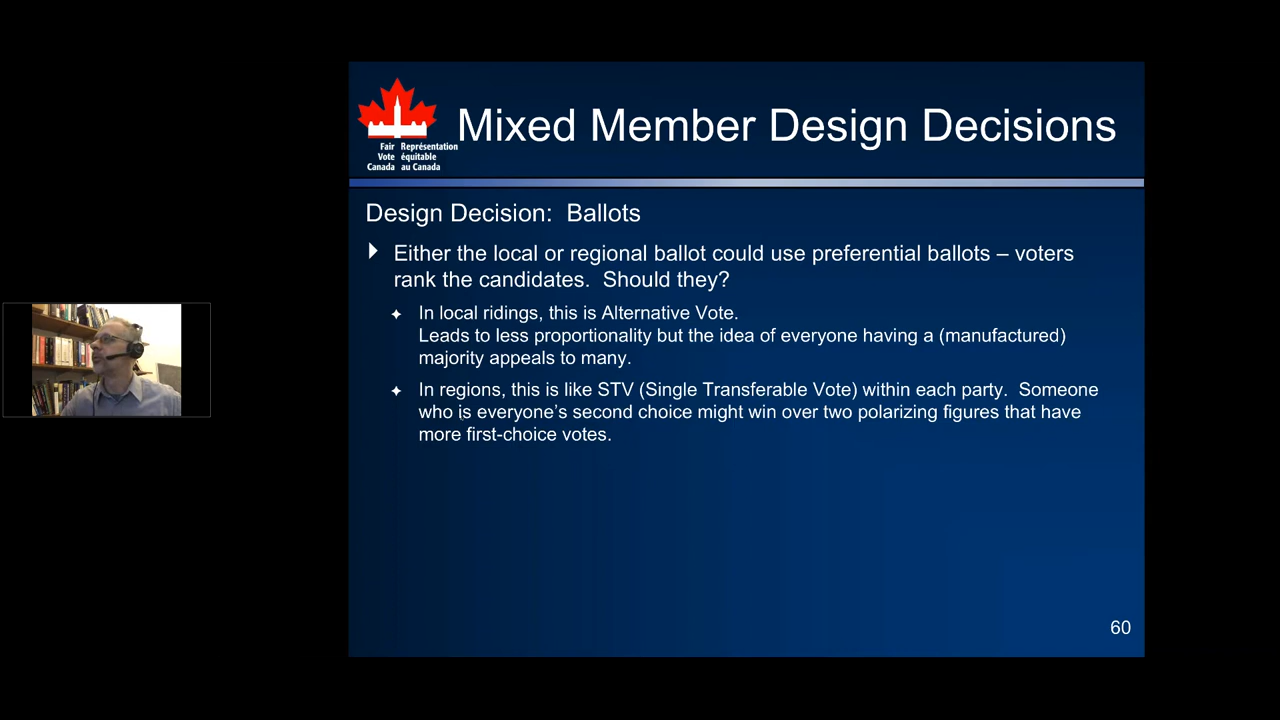 Mixed Member Design Decisions
Fair Représentation
Vote équitable
Canada au Canada
Design Decision:  Ballots
Either the local or regional ballot could use preferential ballots – voters
rank the candidates.  Should they?
In local ridings, this is Alternative Vote.
Leads to less proportionality but the idea of everyone having a (manufactured)
majority appeals to many.
In regions, this is like STV (Single Transferable Vote) within each party.  Someone
who is everyone's second choice might win over two polarizing figures that have
more first-choice votes.
60